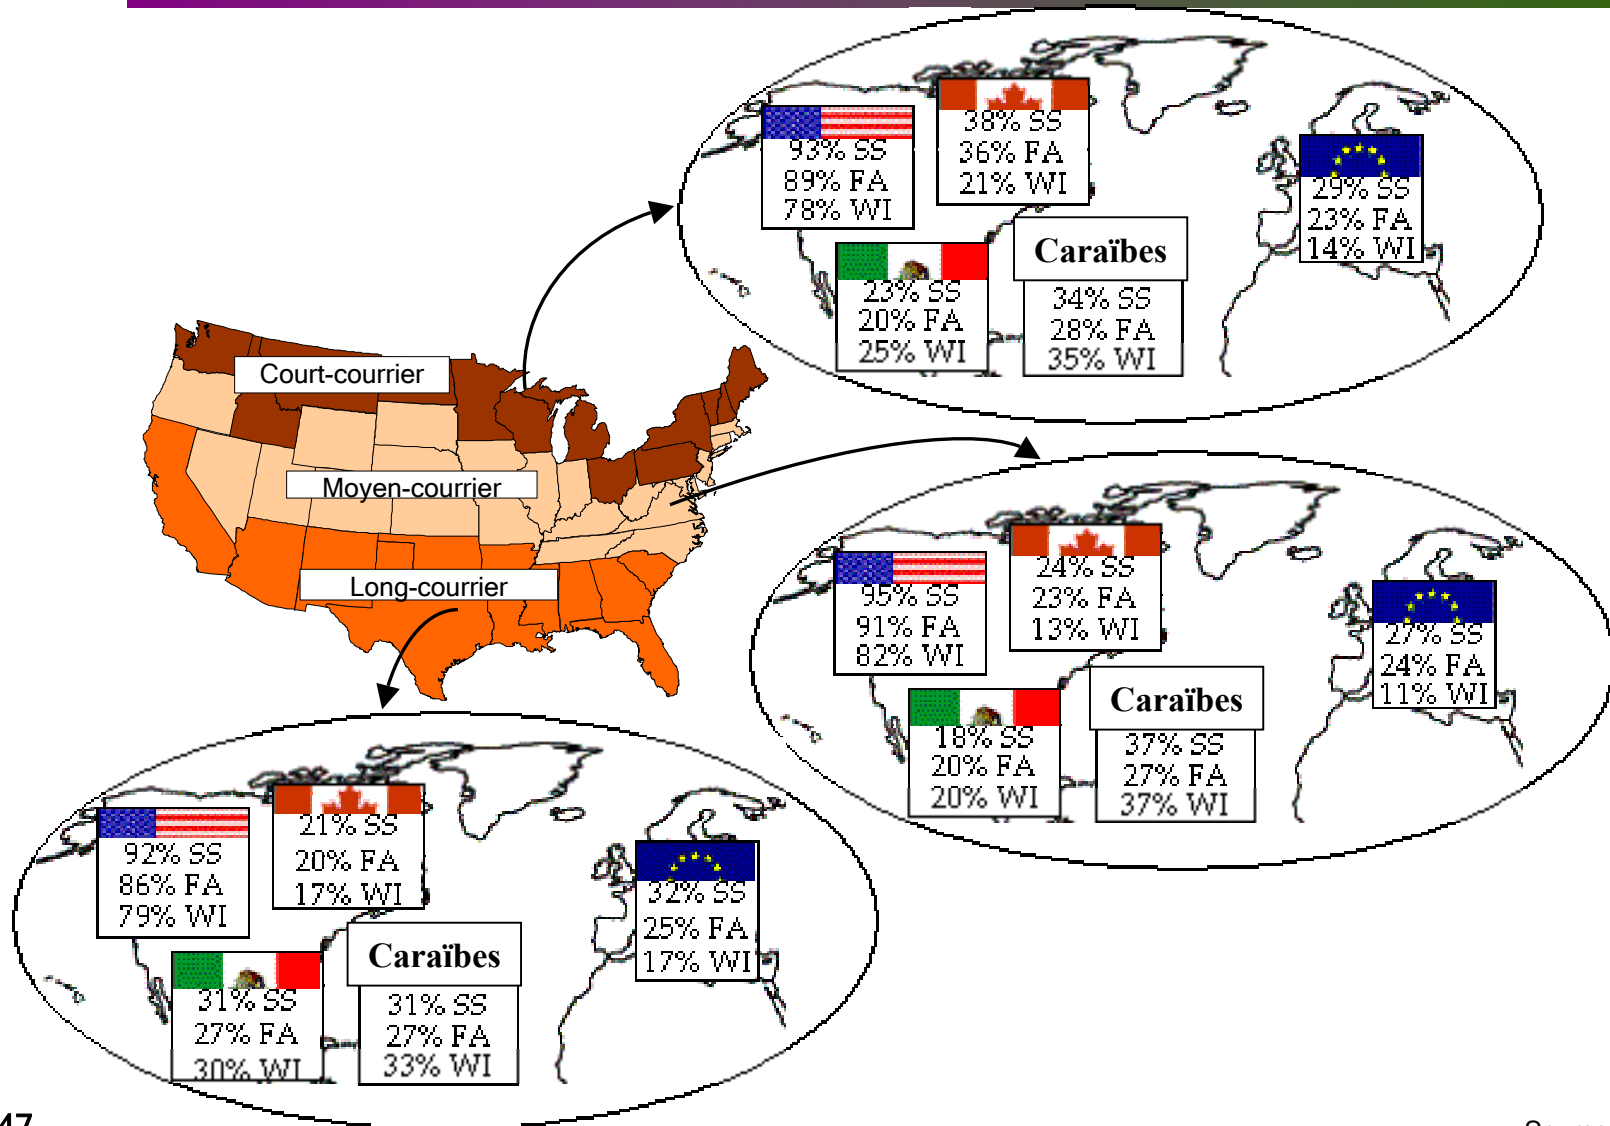 38% SS
36% FA
21% WI
93% SS
89% FA
78% WI
29% SS
23% FA
14% WI
Caraïbes
34% SS
28% FA
35% WI
23% SS
20% FA
25% WI
Court-courrier
Moyen-courrier
Long-courrier
24% SS
23% FA
13% WI
95% SS
91% FA
82% WI
27% SS
24% FA
11% WI
Caraïbes
37% SS
27% FA
37% WI
18% SS
20% FA
20% WI
21% SS
20% FA
17% WI
92% SS
86% FA
79% WI
32% SS
25% FA
17% WI
Caraïbes
31% SS
27% FA
33% WI
31% SS
27% FA
30% WI
47